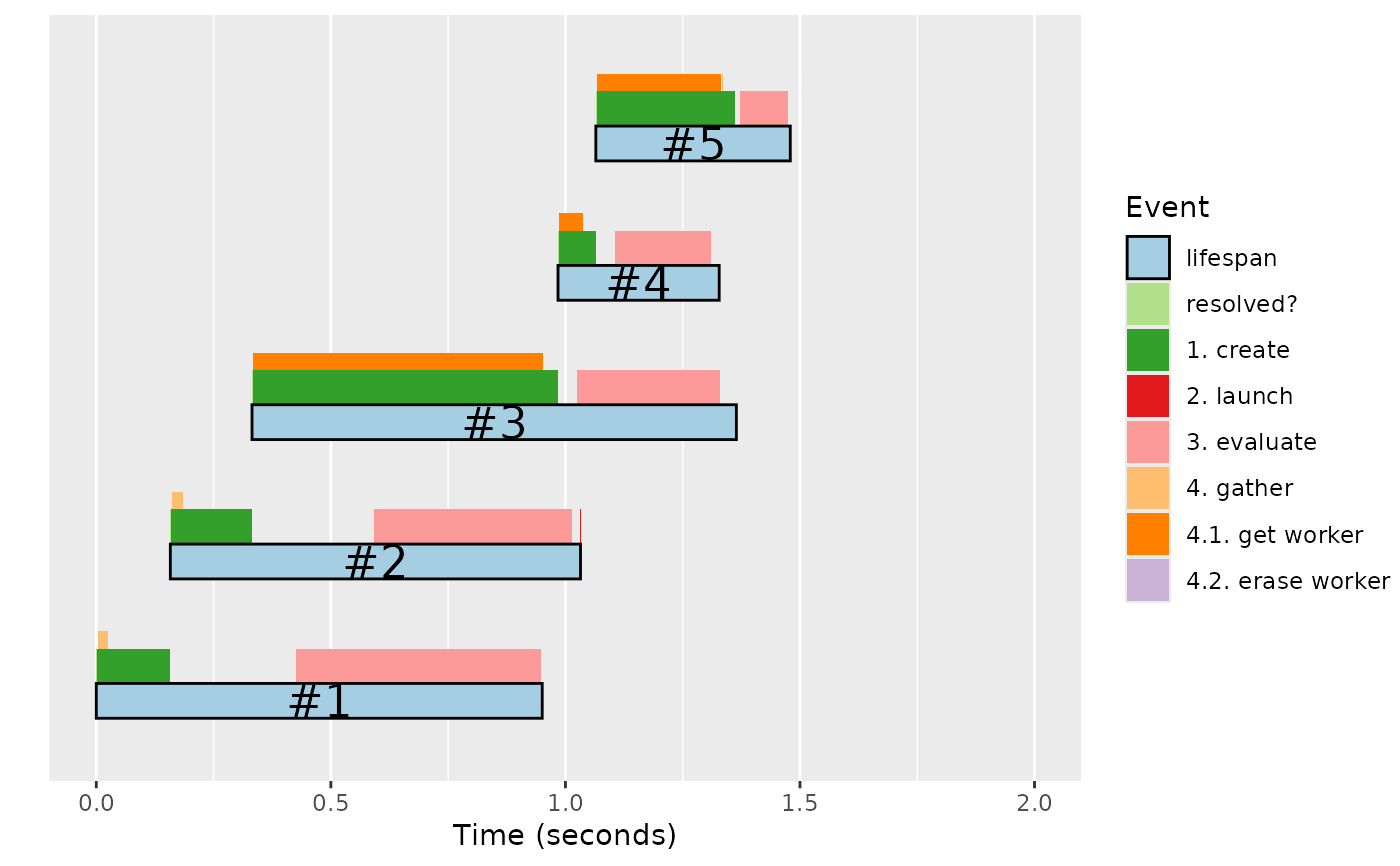 #5
#4
#3
#2
#1
0.0 0.5 1.0 1.5 2.0
Time (seconds)
Event
lifespan
resolved?
1. create
2. launch
3. evaluate
4. gather
4.1. get worker
4.2. erase worker